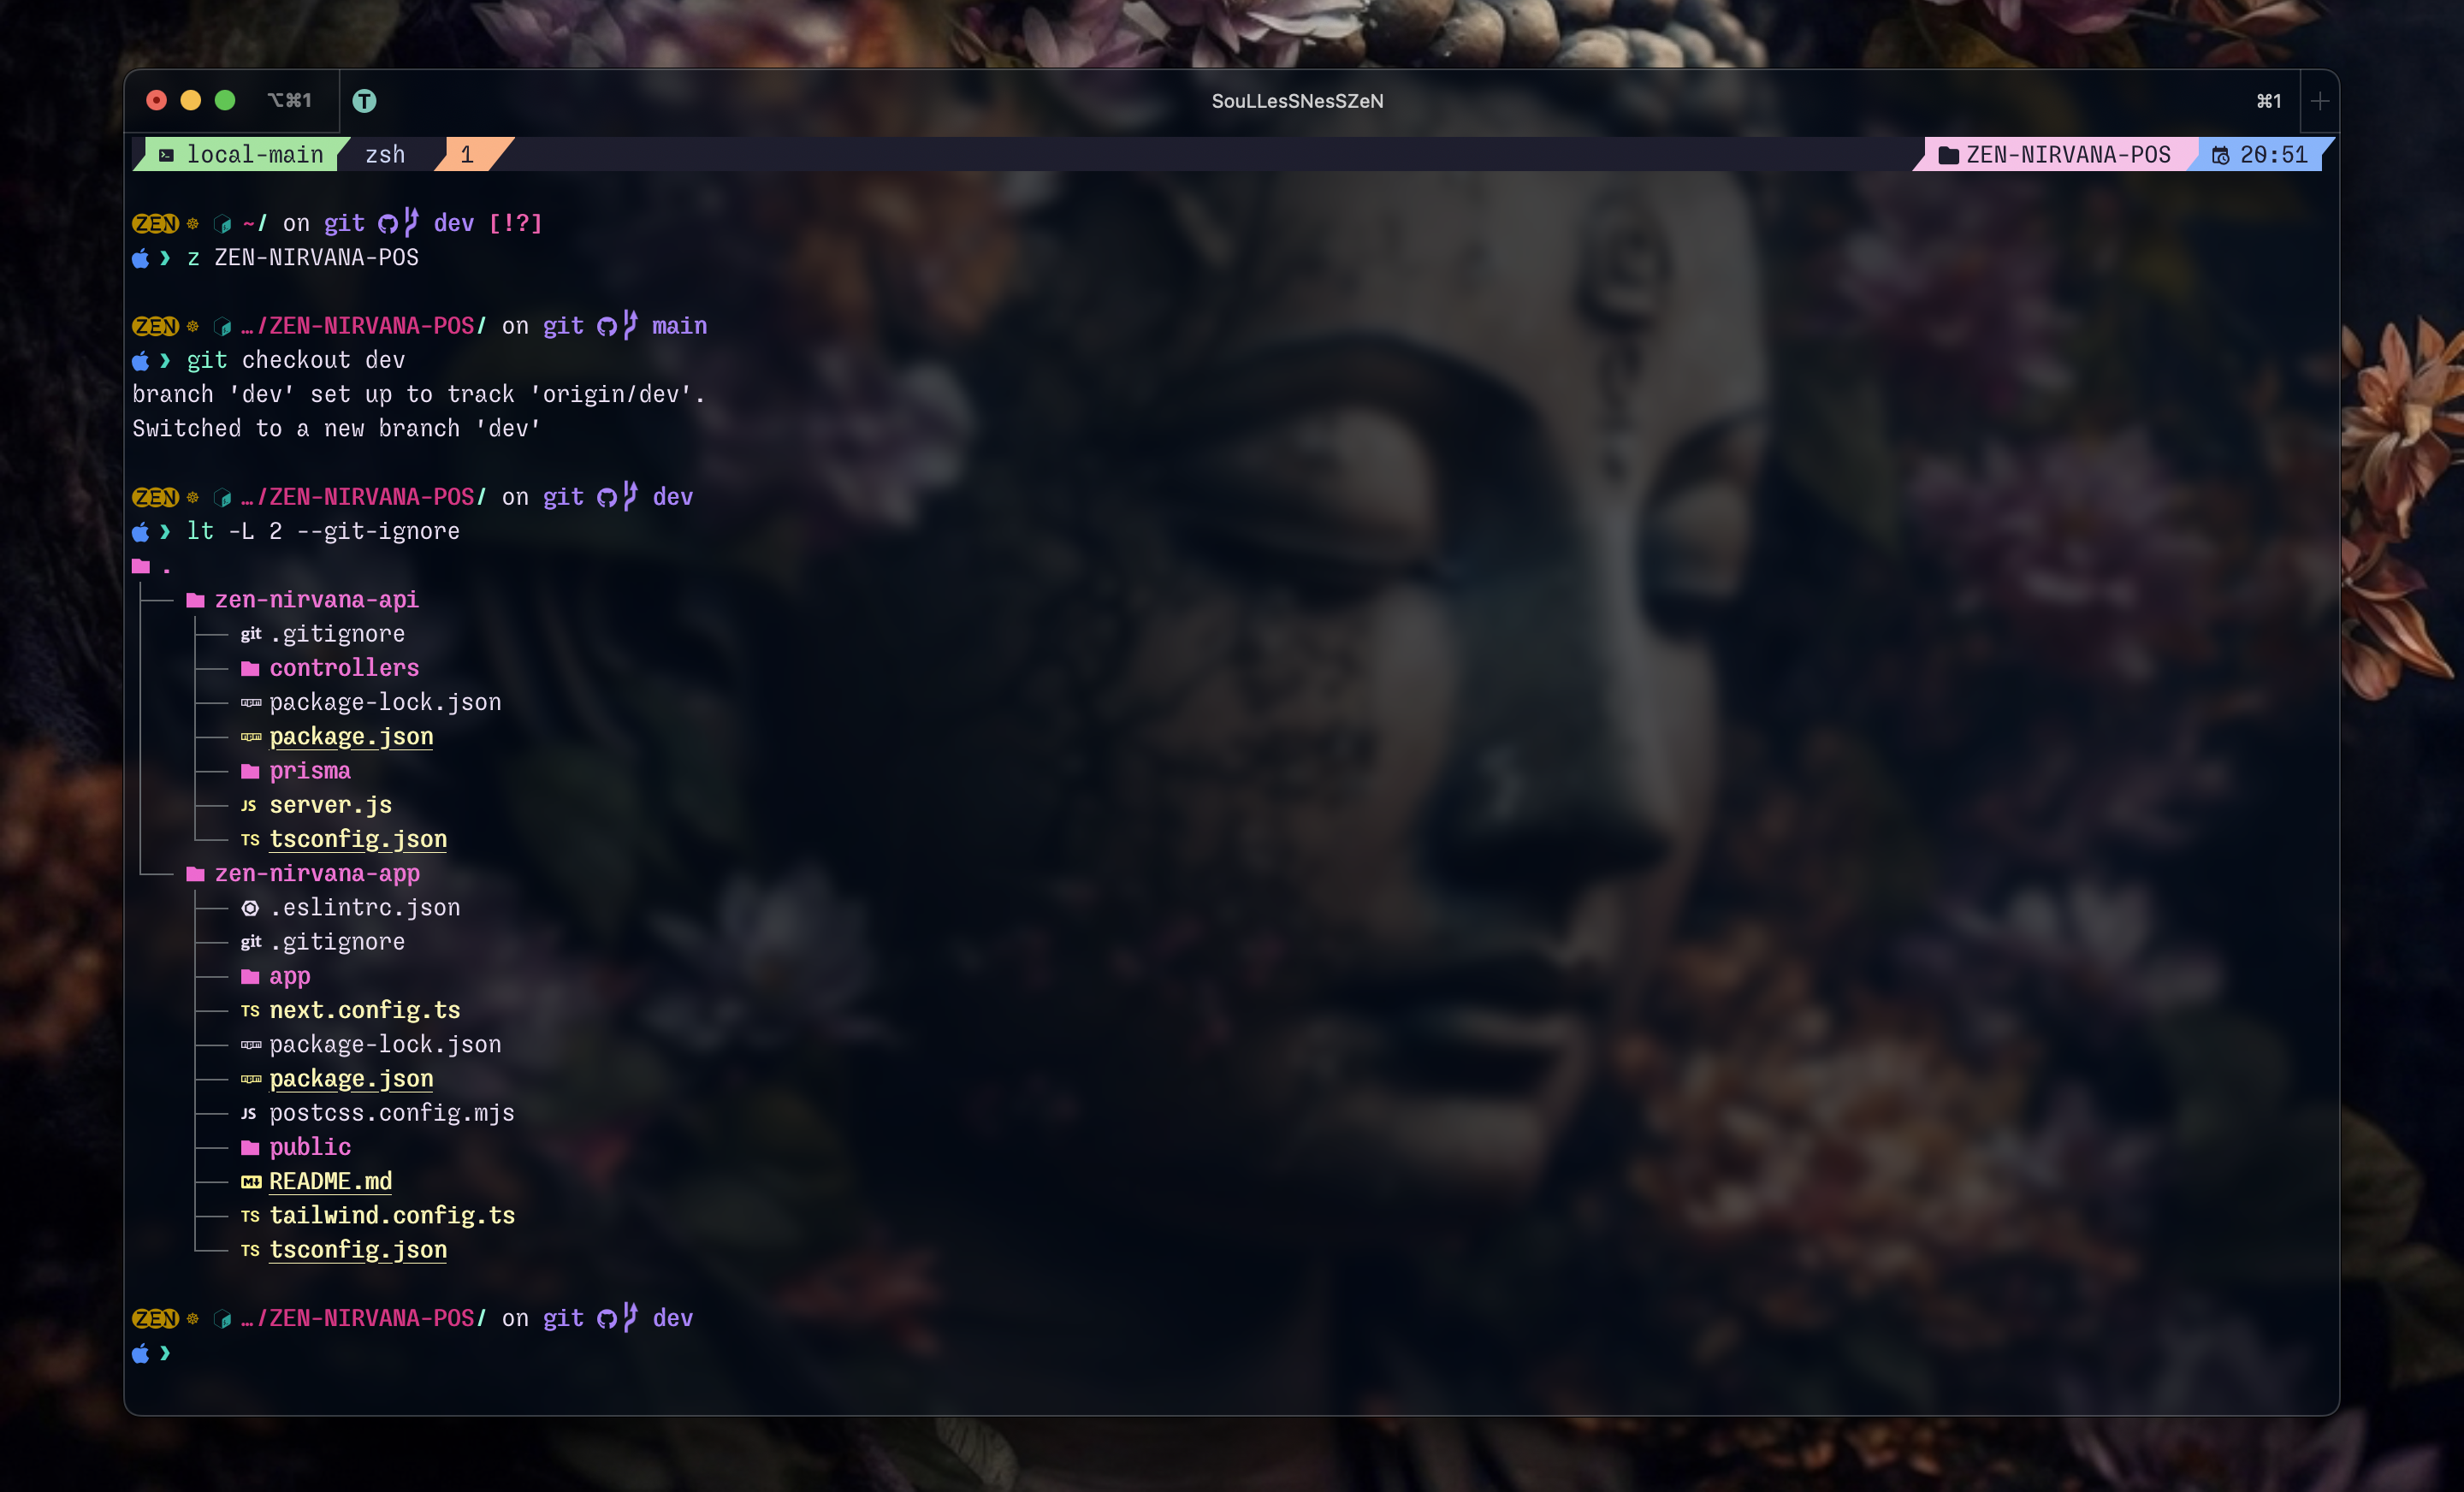 ⌥⌘1 T SouLLesSNesSZeN ⌘1 +
local-main zsh 1 ZEN-NIRVANA-POS 20:51
ZEN ☸ ~/ on git dev [!?]
❯ z ZEN-NIRVANA-POS
ZEN ☸ …/ZEN-NIRVANA-POS/ on git main
❯ git checkout dev
branch 'dev' set up to track 'origin/dev'.
Switched to a new branch 'dev'
ZEN ☸ …/ZEN-NIRVANA-POS/ on git dev
❯ lt -L 2 --git-ignore
.
├── zen-nirvana-api
│   ├── git .gitignore
│   ├── controllers
│   ├── npm package-lock.json
│   ├── npm package.json
│   ├── prisma
│   ├── JS server.js
│   └── TS tsconfig.json
└── zen-nirvana-app
    ├── .eslintrc.json
    ├── git .gitignore
    ├── app
    ├── TS next.config.ts
    ├── npm package-lock.json
    ├── npm package.json
    ├── JS postcss.config.mjs
    ├── public
    ├── M↓ README.md
    ├── TS tailwind.config.ts
    └── TS tsconfig.json
ZEN ☸ …/ZEN-NIRVANA-POS/ on git dev
❯